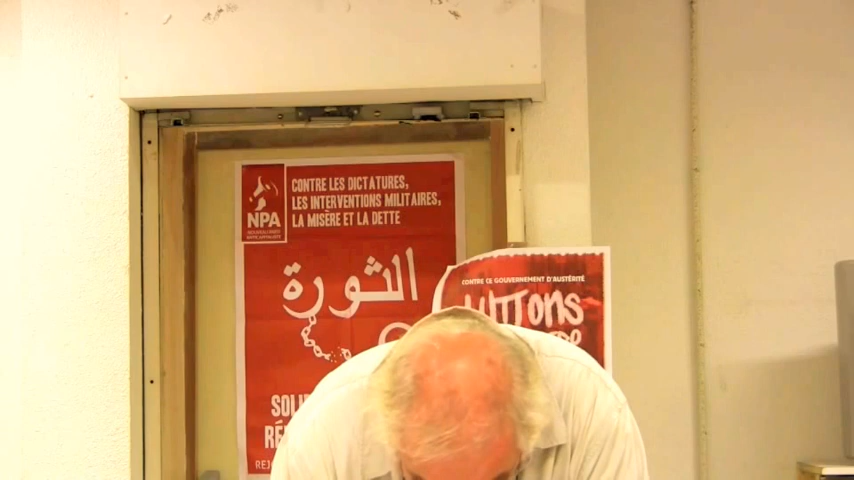 CONTRE LES DICTATURES,
LES INTERVENTIONS MILITAIRES,
LA MISÈRE ET LA DETTE
NPA
الثورة
CONTRE CE GOUVERNEMENT D'AUSTÉRITÉ
LUTTONS